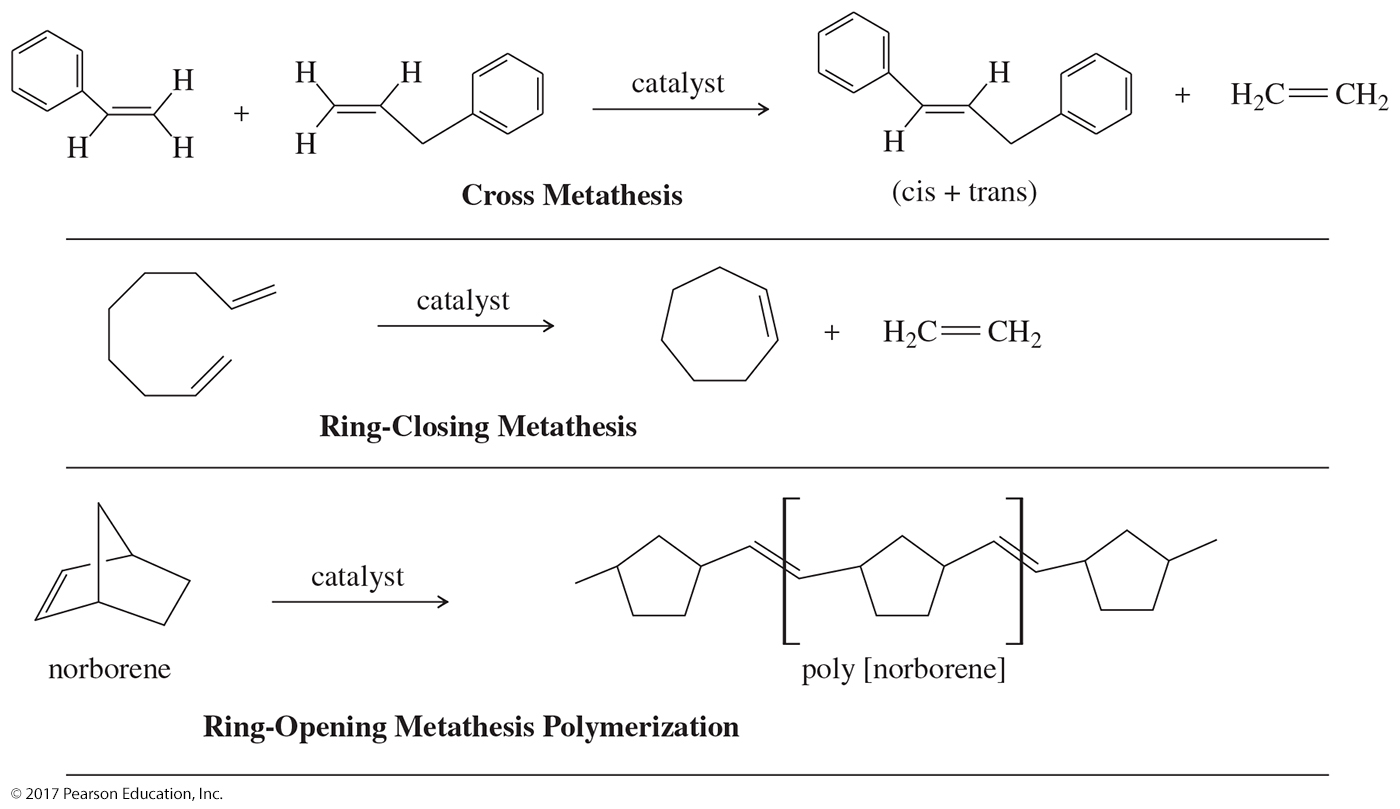 H H H H
catalyst
H
+ + H₂C=CH₂
H H H H
Cross Metathesis (cis + trans)
catalyst
+ H₂C=CH₂
Ring-Closing Metathesis
catalyst
norborene poly [norborene]
Ring-Opening Metathesis Polymerization
© 2017 Pearson Education, Inc.